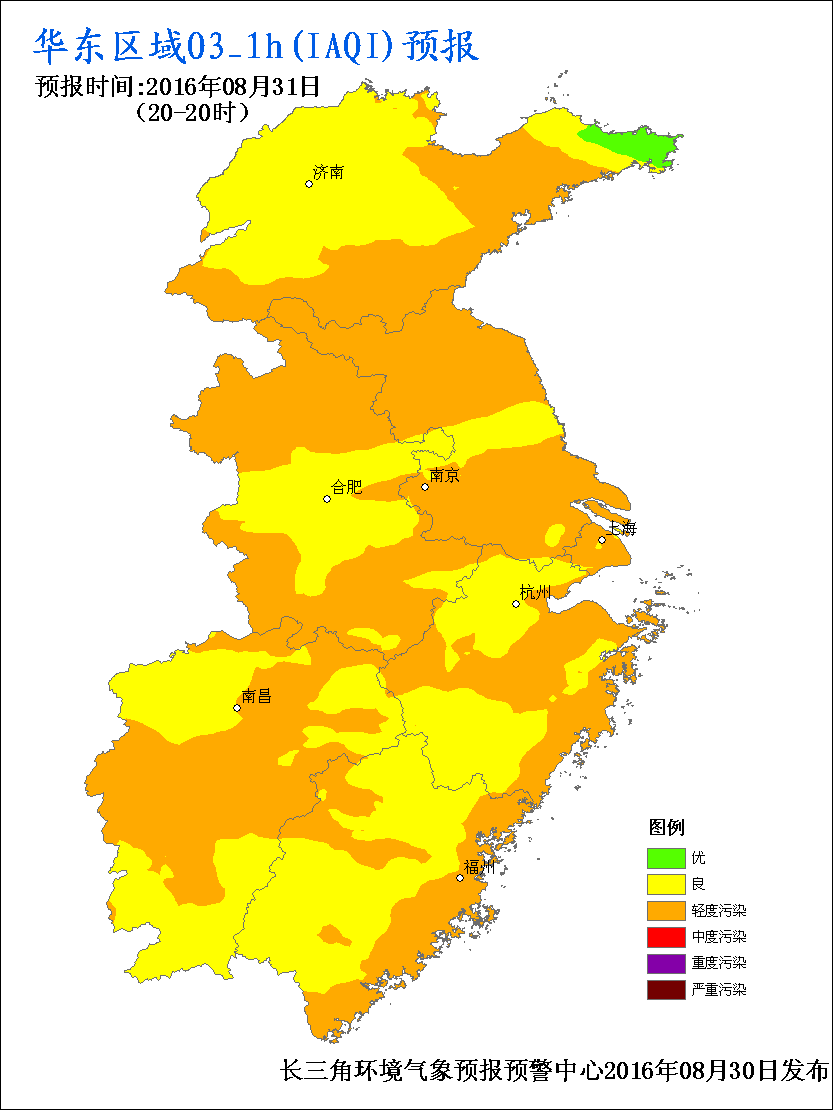 华东区域O3_1h(IAQI)预报
预报时间:2016年08月31日
（20-20时）
济南
合肥
南京
上海
杭州
南昌
福州
图例
优
良
轻度污染
中度污染
重度污染
严重污染
长三角环境气象预报预警中心2016年08月30日发布